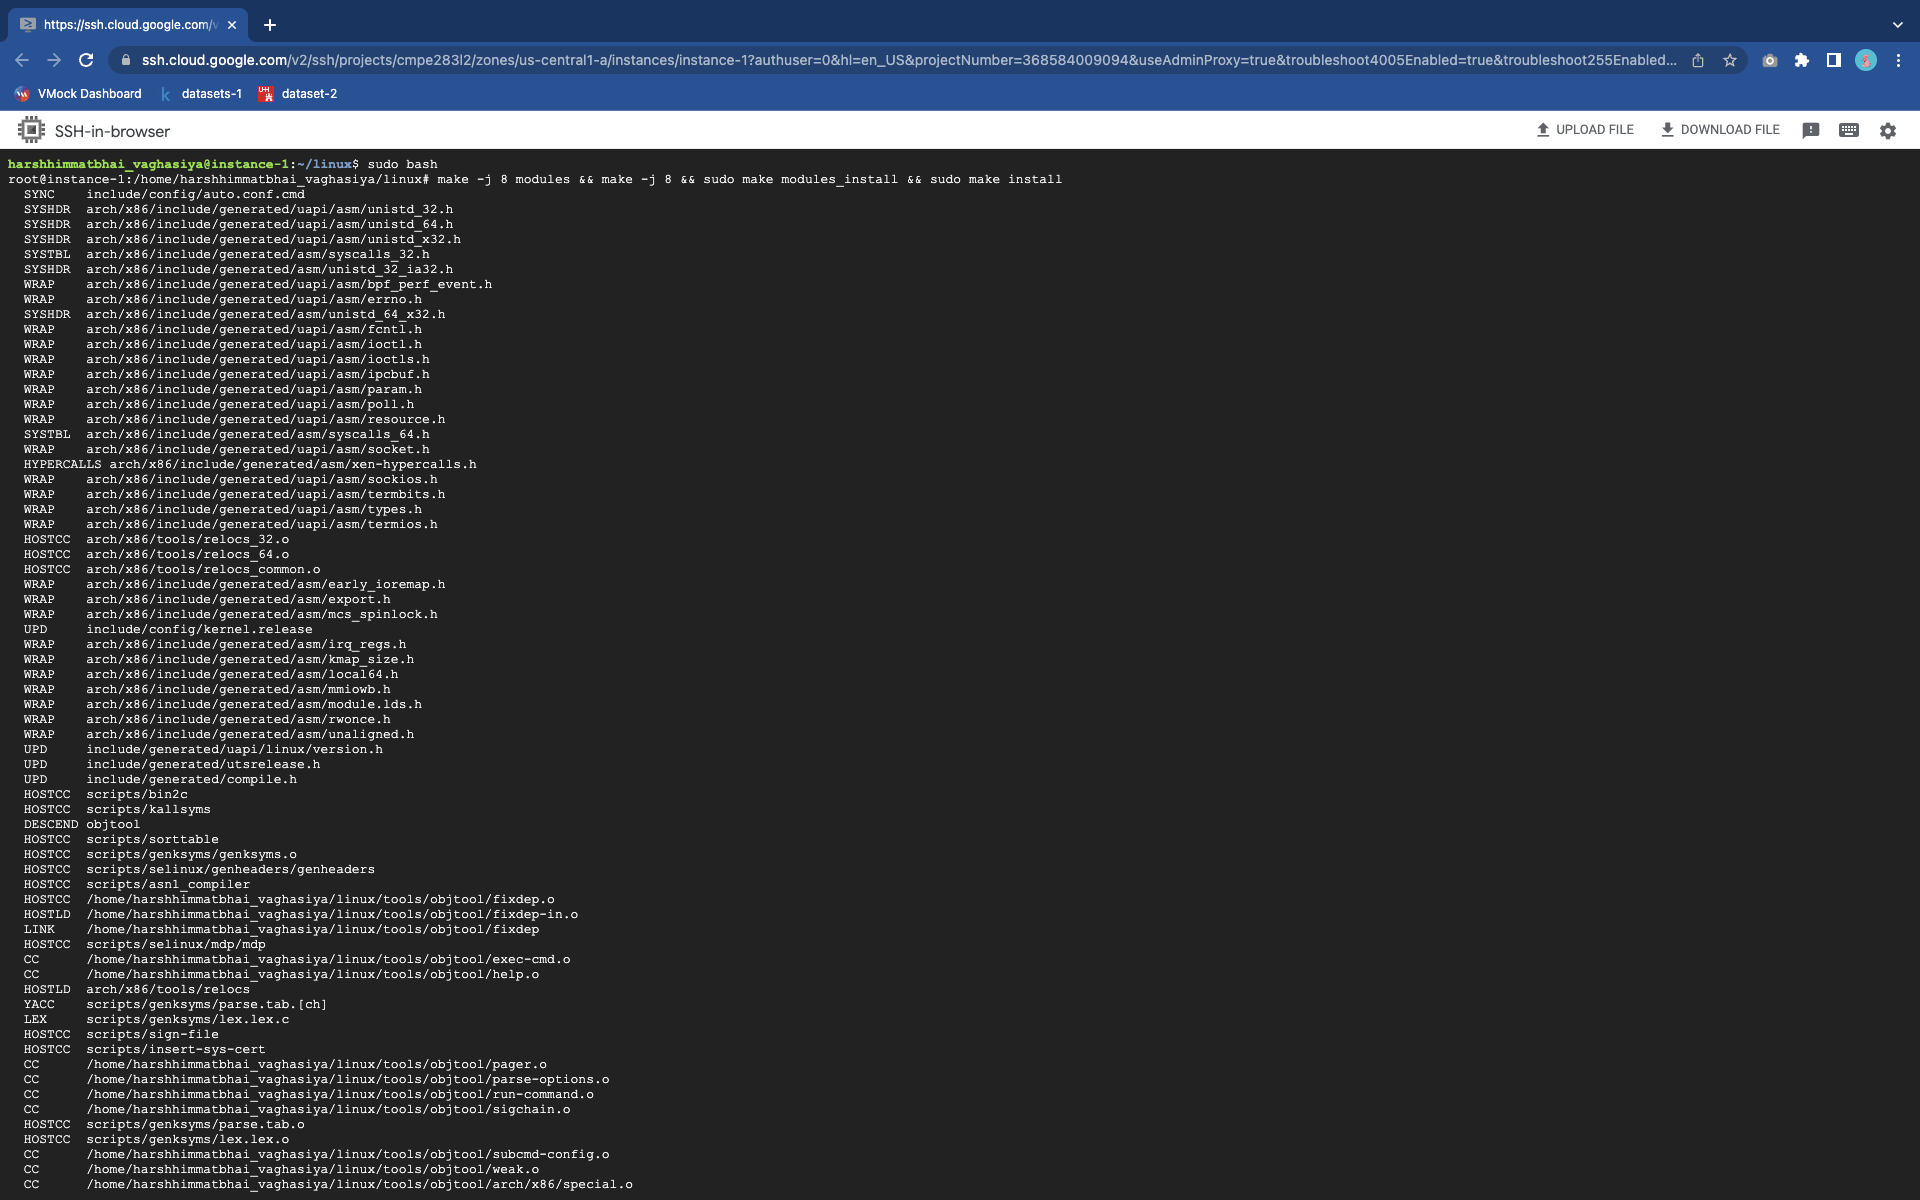 https://ssh.cloud.google.com/v
ssh.cloud.google.com/v2/ssh/projects/cmpe283l2/zones/us-central1-a/instances/instance-1?authuser=0&hl=en_US&projectNumber=368584009094&useAdminProxy=true&troubleshoot4005Enabled=true&troubleshoot255Enabled...
VMock Dashboard datasets-1 dataset-2
SSH-in-browser UPLOAD FILE DOWNLOAD FILE
harshhimmatbhai_vaghasiya@instance-1:~/linux$ sudo bash
root@instance-1:/home/harshhimmatbhai_vaghasiya/linux# make -j 8 modules && make -j 8 && sudo make modules_install && sudo make install
SYNC include/config/auto.conf.cmd
SYSHDR arch/x86/include/generated/uapi/asm/unistd_32.h
SYSHDR arch/x86/include/generated/uapi/asm/unistd_64.h
SYSHDR arch/x86/include/generated/uapi/asm/unistd_x32.h
SYSTBL arch/x86/include/generated/asm/syscalls_32.h
SYSHDR arch/x86/include/generated/asm/unistd_32_ia32.h
WRAP arch/x86/include/generated/uapi/asm/bpf_perf_event.h
WRAP arch/x86/include/generated/uapi/asm/errno.h
SYSHDR arch/x86/include/generated/asm/unistd_64_x32.h
WRAP arch/x86/include/generated/uapi/asm/fcntl.h
WRAP arch/x86/include/generated/uapi/asm/ioctl.h
WRAP arch/x86/include/generated/uapi/asm/ioctls.h
WRAP arch/x86/include/generated/uapi/asm/ipcbuf.h
WRAP arch/x86/include/generated/uapi/asm/param.h
WRAP arch/x86/include/generated/uapi/asm/poll.h
WRAP arch/x86/include/generated/uapi/asm/resource.h
SYSTBL arch/x86/include/generated/asm/syscalls_64.h
WRAP arch/x86/include/generated/uapi/asm/socket.h
HYPERCALLS arch/x86/include/generated/asm/xen-hypercalls.h
WRAP arch/x86/include/generated/uapi/asm/sockios.h
WRAP arch/x86/include/generated/uapi/asm/termbits.h
WRAP arch/x86/include/generated/uapi/asm/types.h
WRAP arch/x86/include/generated/uapi/asm/termios.h
HOSTCC arch/x86/tools/relocs_32.o
HOSTCC arch/x86/tools/relocs_64.o
HOSTCC arch/x86/tools/relocs_common.o
WRAP arch/x86/include/generated/asm/early_ioremap.h
WRAP arch/x86/include/generated/asm/export.h
WRAP arch/x86/include/generated/asm/mcs_spinlock.h
UPD include/config/kernel.release
WRAP arch/x86/include/generated/asm/irq_regs.h
WRAP arch/x86/include/generated/asm/kmap_size.h
WRAP arch/x86/include/generated/asm/local64.h
WRAP arch/x86/include/generated/asm/mmiowb.h
WRAP arch/x86/include/generated/asm/module.lds.h
WRAP arch/x86/include/generated/asm/rwonce.h
WRAP arch/x86/include/generated/asm/unaligned.h
UPD include/generated/uapi/linux/version.h
UPD include/generated/utsrelease.h
UPD include/generated/compile.h
HOSTCC scripts/bin2c
HOSTCC scripts/kallsyms
DESCEND objtool
HOSTCC scripts/sorttable
HOSTCC scripts/genksyms/genksyms.o
HOSTCC scripts/selinux/genheaders/genheaders
HOSTCC scripts/asn1_compiler
HOSTCC /home/harshhimmatbhai_vaghasiya/linux/tools/objtool/fixdep.o
HOSTLD /home/harshhimmatbhai_vaghasiya/linux/tools/objtool/fixdep-in.o
LINK /home/harshhimmatbhai_vaghasiya/linux/tools/objtool/fixdep
HOSTCC scripts/selinux/mdp/mdp
CC /home/harshhimmatbhai_vaghasiya/linux/tools/objtool/exec-cmd.o
CC /home/harshhimmatbhai_vaghasiya/linux/tools/objtool/help.o
HOSTLD arch/x86/tools/relocs
YACC scripts/genksyms/parse.tab.[ch]
LEX scripts/genksyms/lex.lex.c
HOSTCC scripts/sign-file
HOSTCC scripts/insert-sys-cert
CC /home/harshhimmatbhai_vaghasiya/linux/tools/objtool/pager.o
CC /home/harshhimmatbhai_vaghasiya/linux/tools/objtool/parse-options.o
CC /home/harshhimmatbhai_vaghasiya/linux/tools/objtool/run-command.o
CC /home/harshhimmatbhai_vaghasiya/linux/tools/objtool/sigchain.o
HOSTCC scripts/genksyms/parse.tab.o
HOSTCC scripts/genksyms/lex.lex.o
CC /home/harshhimmatbhai_vaghasiya/linux/tools/objtool/subcmd-config.o
CC /home/harshhimmatbhai_vaghasiya/linux/tools/objtool/weak.o
CC /home/harshhimmatbhai_vaghasiya/linux/tools/objtool/arch/x86/special.o